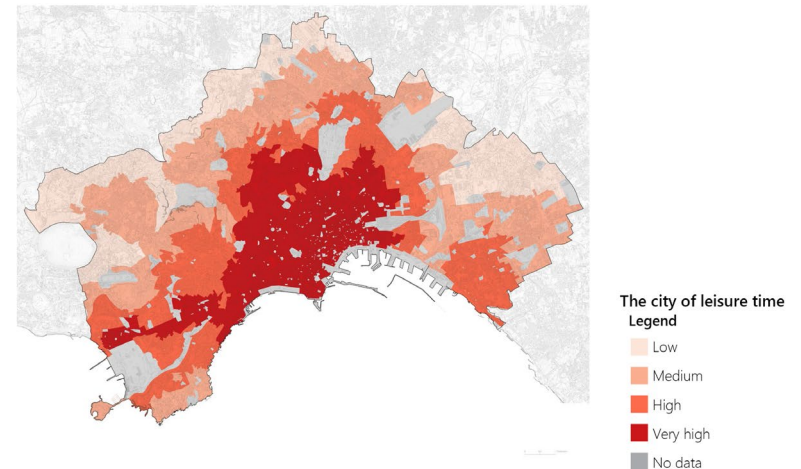 The city of leisure time
Legend
Low
Medium
High
Very high
No data